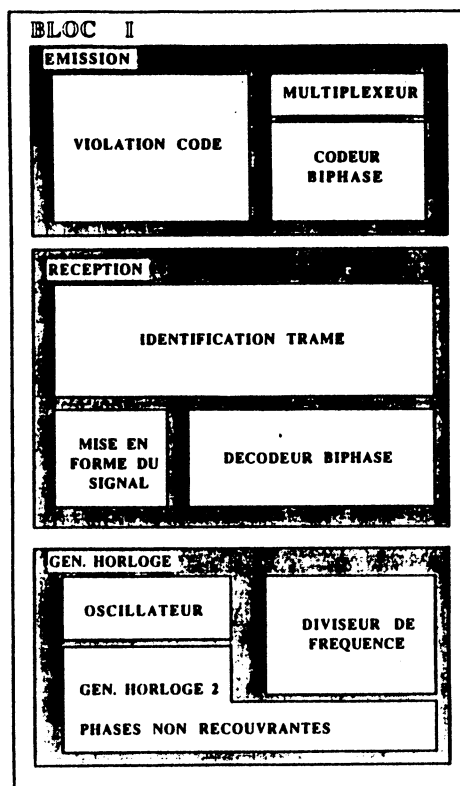 BLOC I
EMISSION
VIOLATION CODE
MULTIPLEXEUR
CODEUR
BIPHASE
RECEPTION
IDENTIFICATION TRAME
MISE EN
FORME DU
SIGNAL
DECODEUR BIPHASE
GEN. HORLOGE
OSCILLATEUR
DIVISEUR DE
FREQUENCE
GEN. HORLOGE 2
PHASES NON RECOUVRANTES